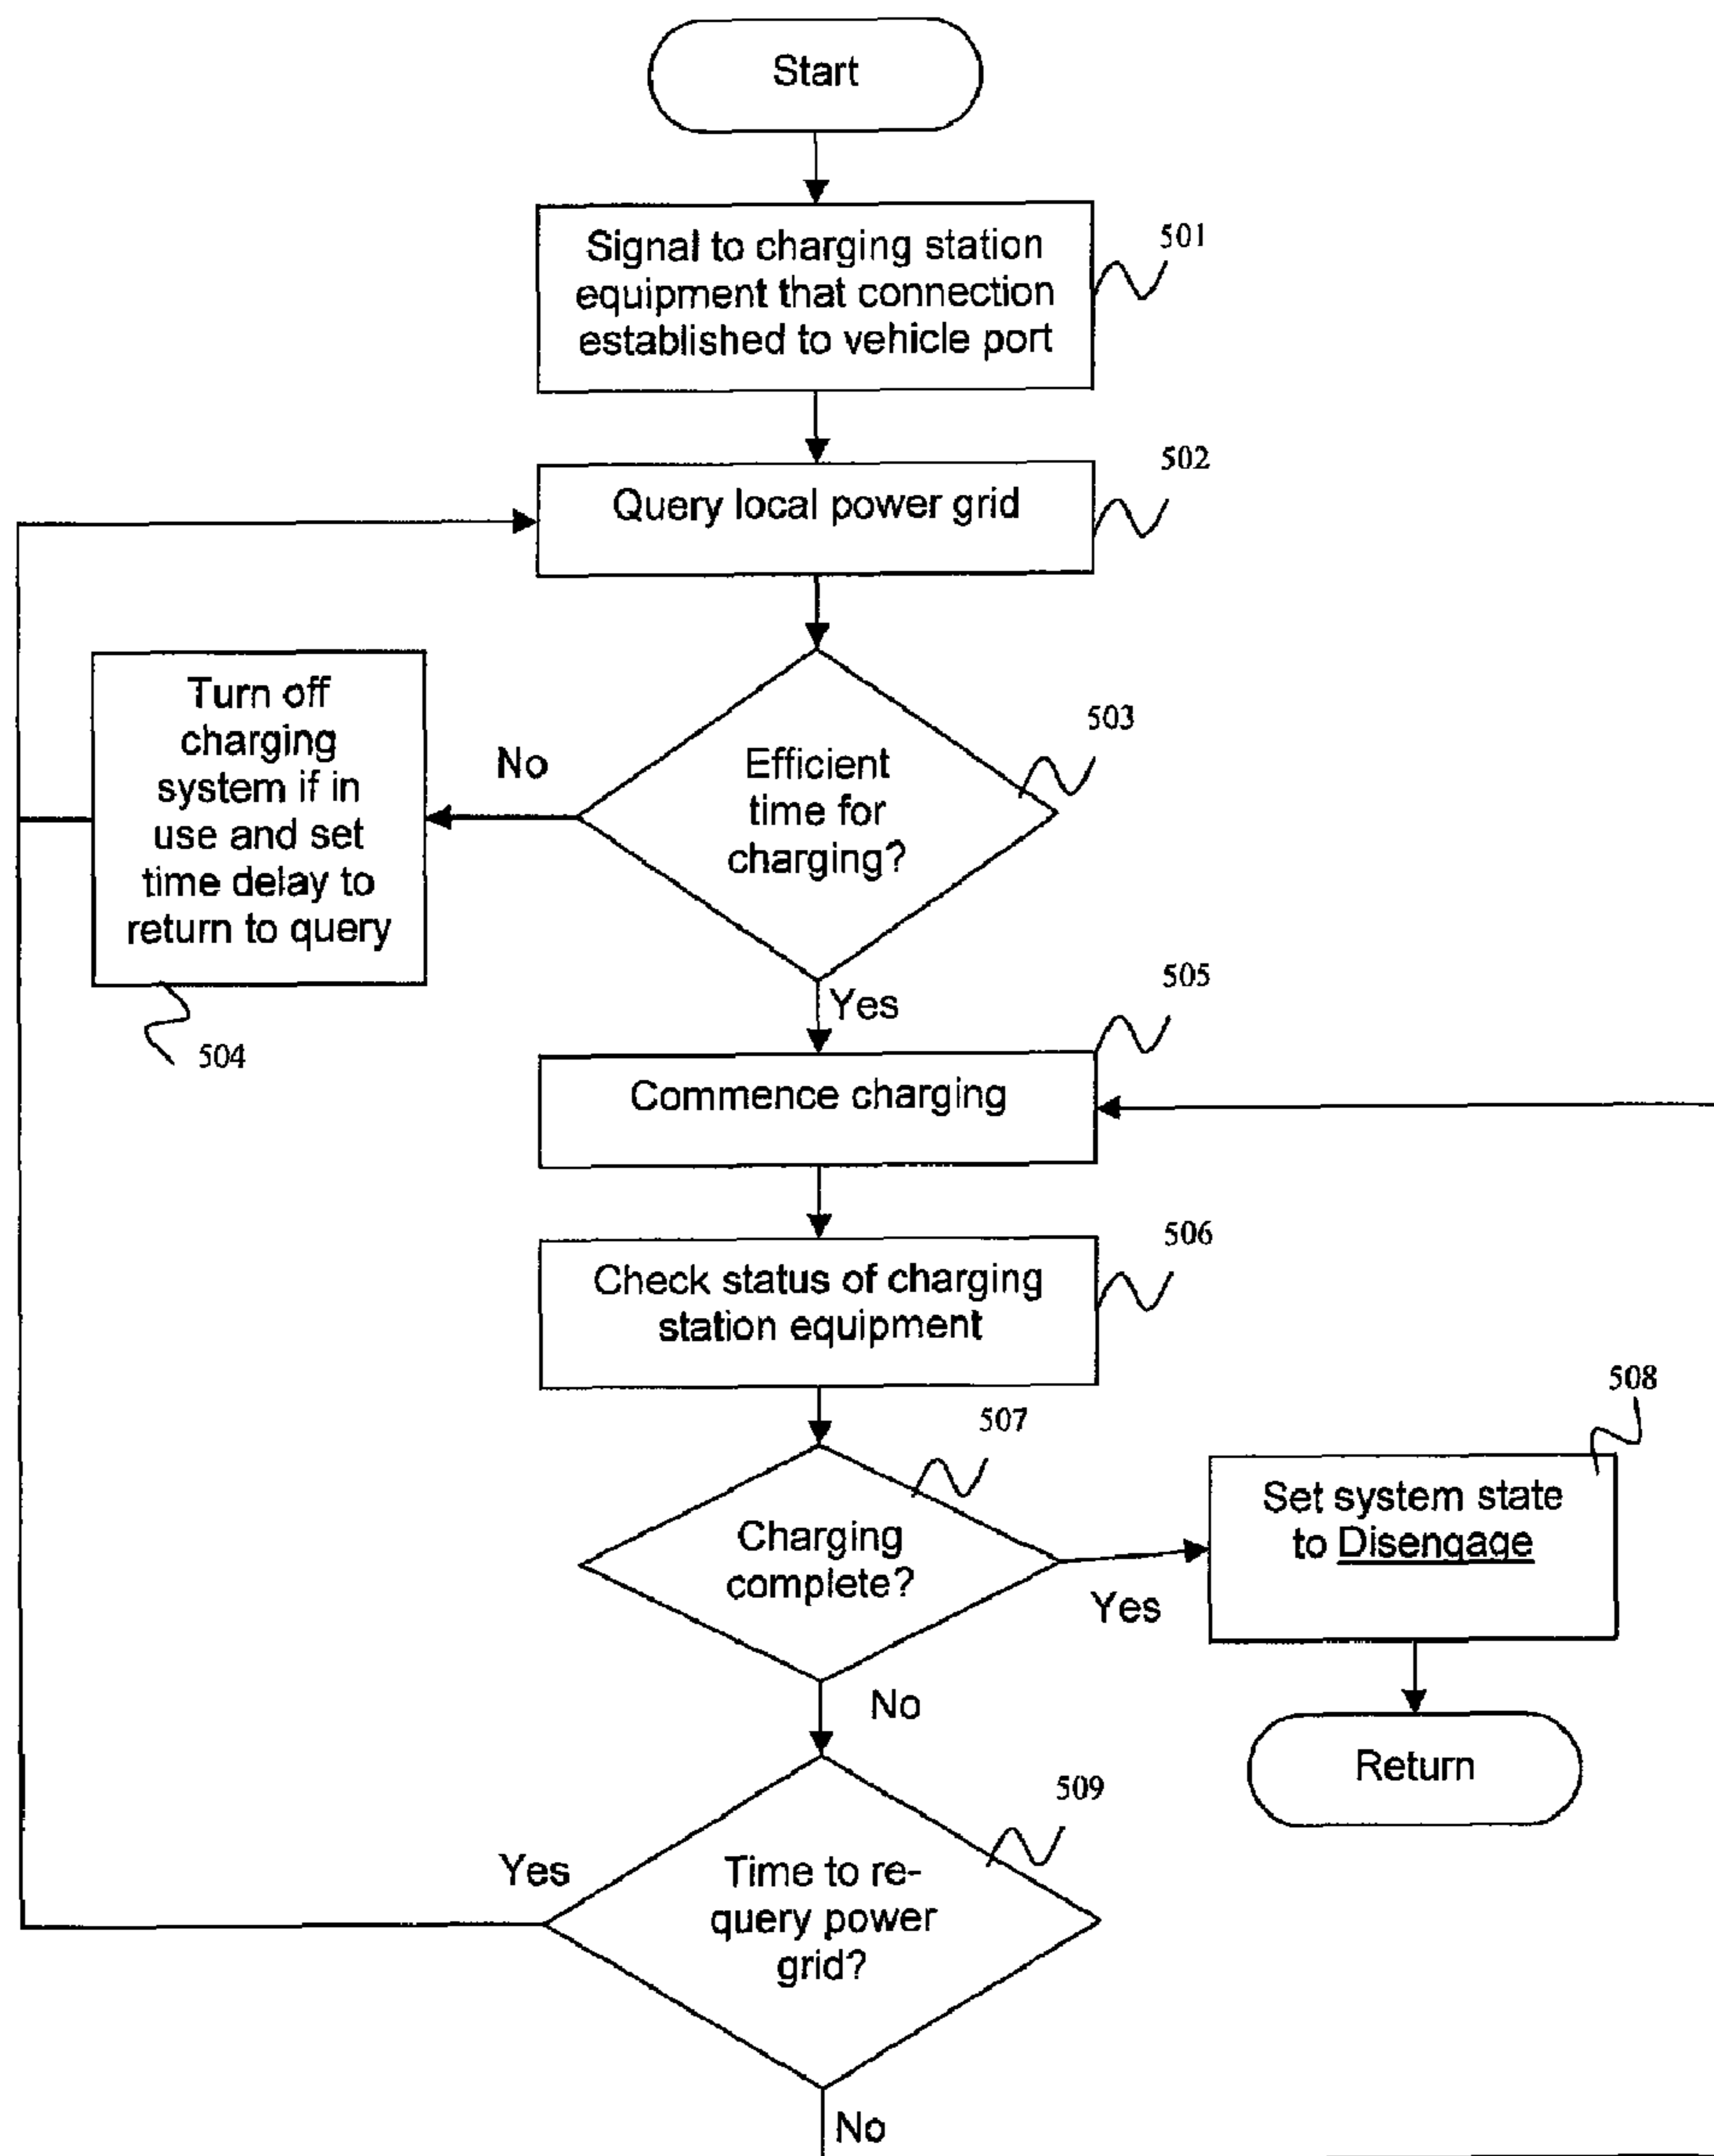 Start
Signal to charging station
equipment that connection
established to vehicle port
501
Query local power grid
502
Efficient
time for
charging?
503
No
Turn off
charging
system if in
use and set
time delay to
return to query
504
Yes
Commence charging
505
Check status of charging
station equipment
506
Charging
complete?
507
Yes
Set system state
to Disengage
508
Return
No
Time to re-
query power
grid?
509
Yes
No